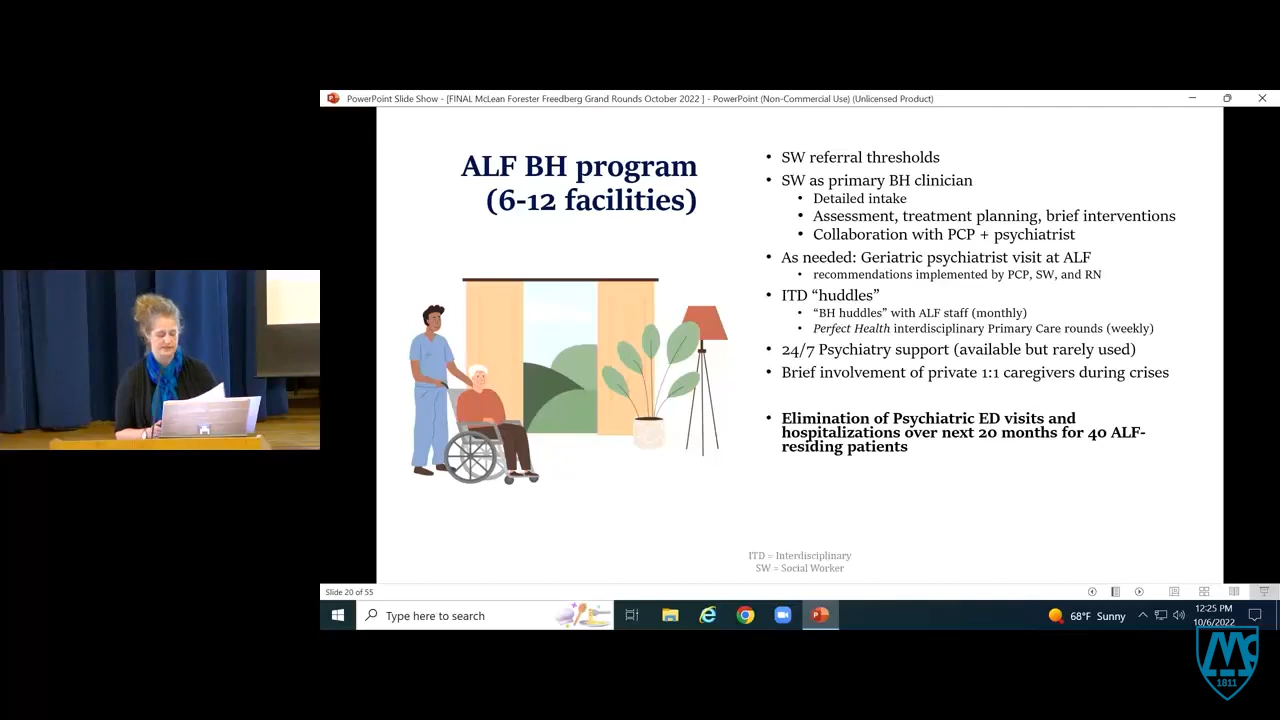 PowerPoint Slide Show - [FINAL McLean Forester Freedberg Grand Rounds October 2022 ] - PowerPoint (Non-Commercial Use) (Unlicensed Product)
ALF BH program
(6-12 facilities)
• SW referral thresholds
• SW as primary BH clinician
• Detailed intake
• Assessment, treatment planning, brief interventions
• Collaboration with PCP + psychiatrist
• As needed: Geriatric psychiatrist visit at ALF
• recommendations implemented by PCP, SW, and RN
• ITD “huddles”
• “BH huddles” with ALF staff (monthly)
• Perfect Health interdisciplinary Primary Care rounds (weekly)
• 24/7 Psychiatry support (available but rarely used)
• Brief involvement of private 1:1 caregivers during crises
• Elimination of Psychiatric ED visits and
hospitalizations over next 20 months for 40 ALF-
residing patients
ITD = Interdisciplinary
SW = Social Worker
Slide 20 of 55
Type here to search
68°F Sunny
12:25 PM
10/6/2022
Mc
1811